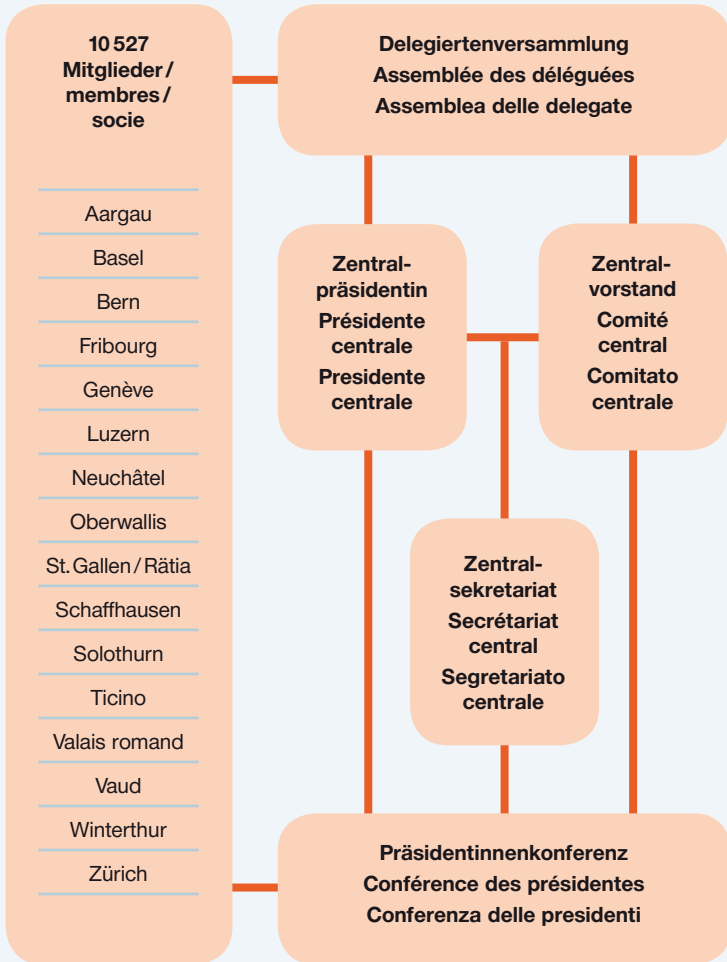 10 527
Mitglieder /
membres /
socie
Aargau
Basel
Bern
Fribourg
Genève
Luzern
Neuchâtel
Oberwallis
St. Gallen / Rätia
Schaffhausen
Solothurn
Ticino
Valais romand
Vaud
Winterthur
Zürich
Delegiertenversammlung
Assemblée des déléguées
Assemblea delle delegate
Zentral-
präsidentin
Présidente
centrale
Presidente
centrale
Zentral-
vorstand
Comité
central
Comitato
centrale
Zentral-
sekretariat
Secrétariat
central
Segretariato
centrale
Präsidentinnenkonferenz
Conférence des présidentes
Conferenza delle presidenti